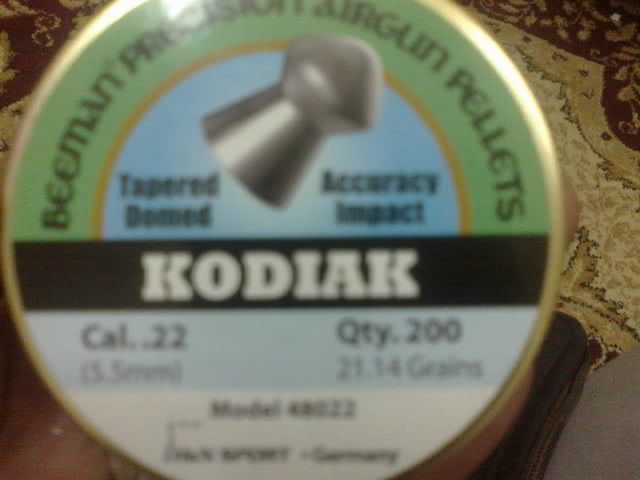 BEEMAN® PRECISION AIRGUN PELLETS
Tapered Domed
Accuracy Impact
KODIAK
Cal. .22
(5.5mm)
Qty. 200
21.14 Grains
Model 48022
H&N SPORT • Germany